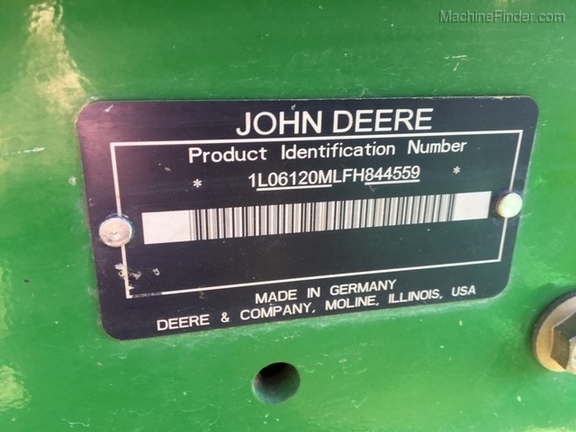 MachineFinder.com
JOHN DEERE
Product Identification Number
* 1L06120MLFH844559 *
MADE IN GERMANY
DEERE & COMPANY, MOLINE, ILLINOIS, USA